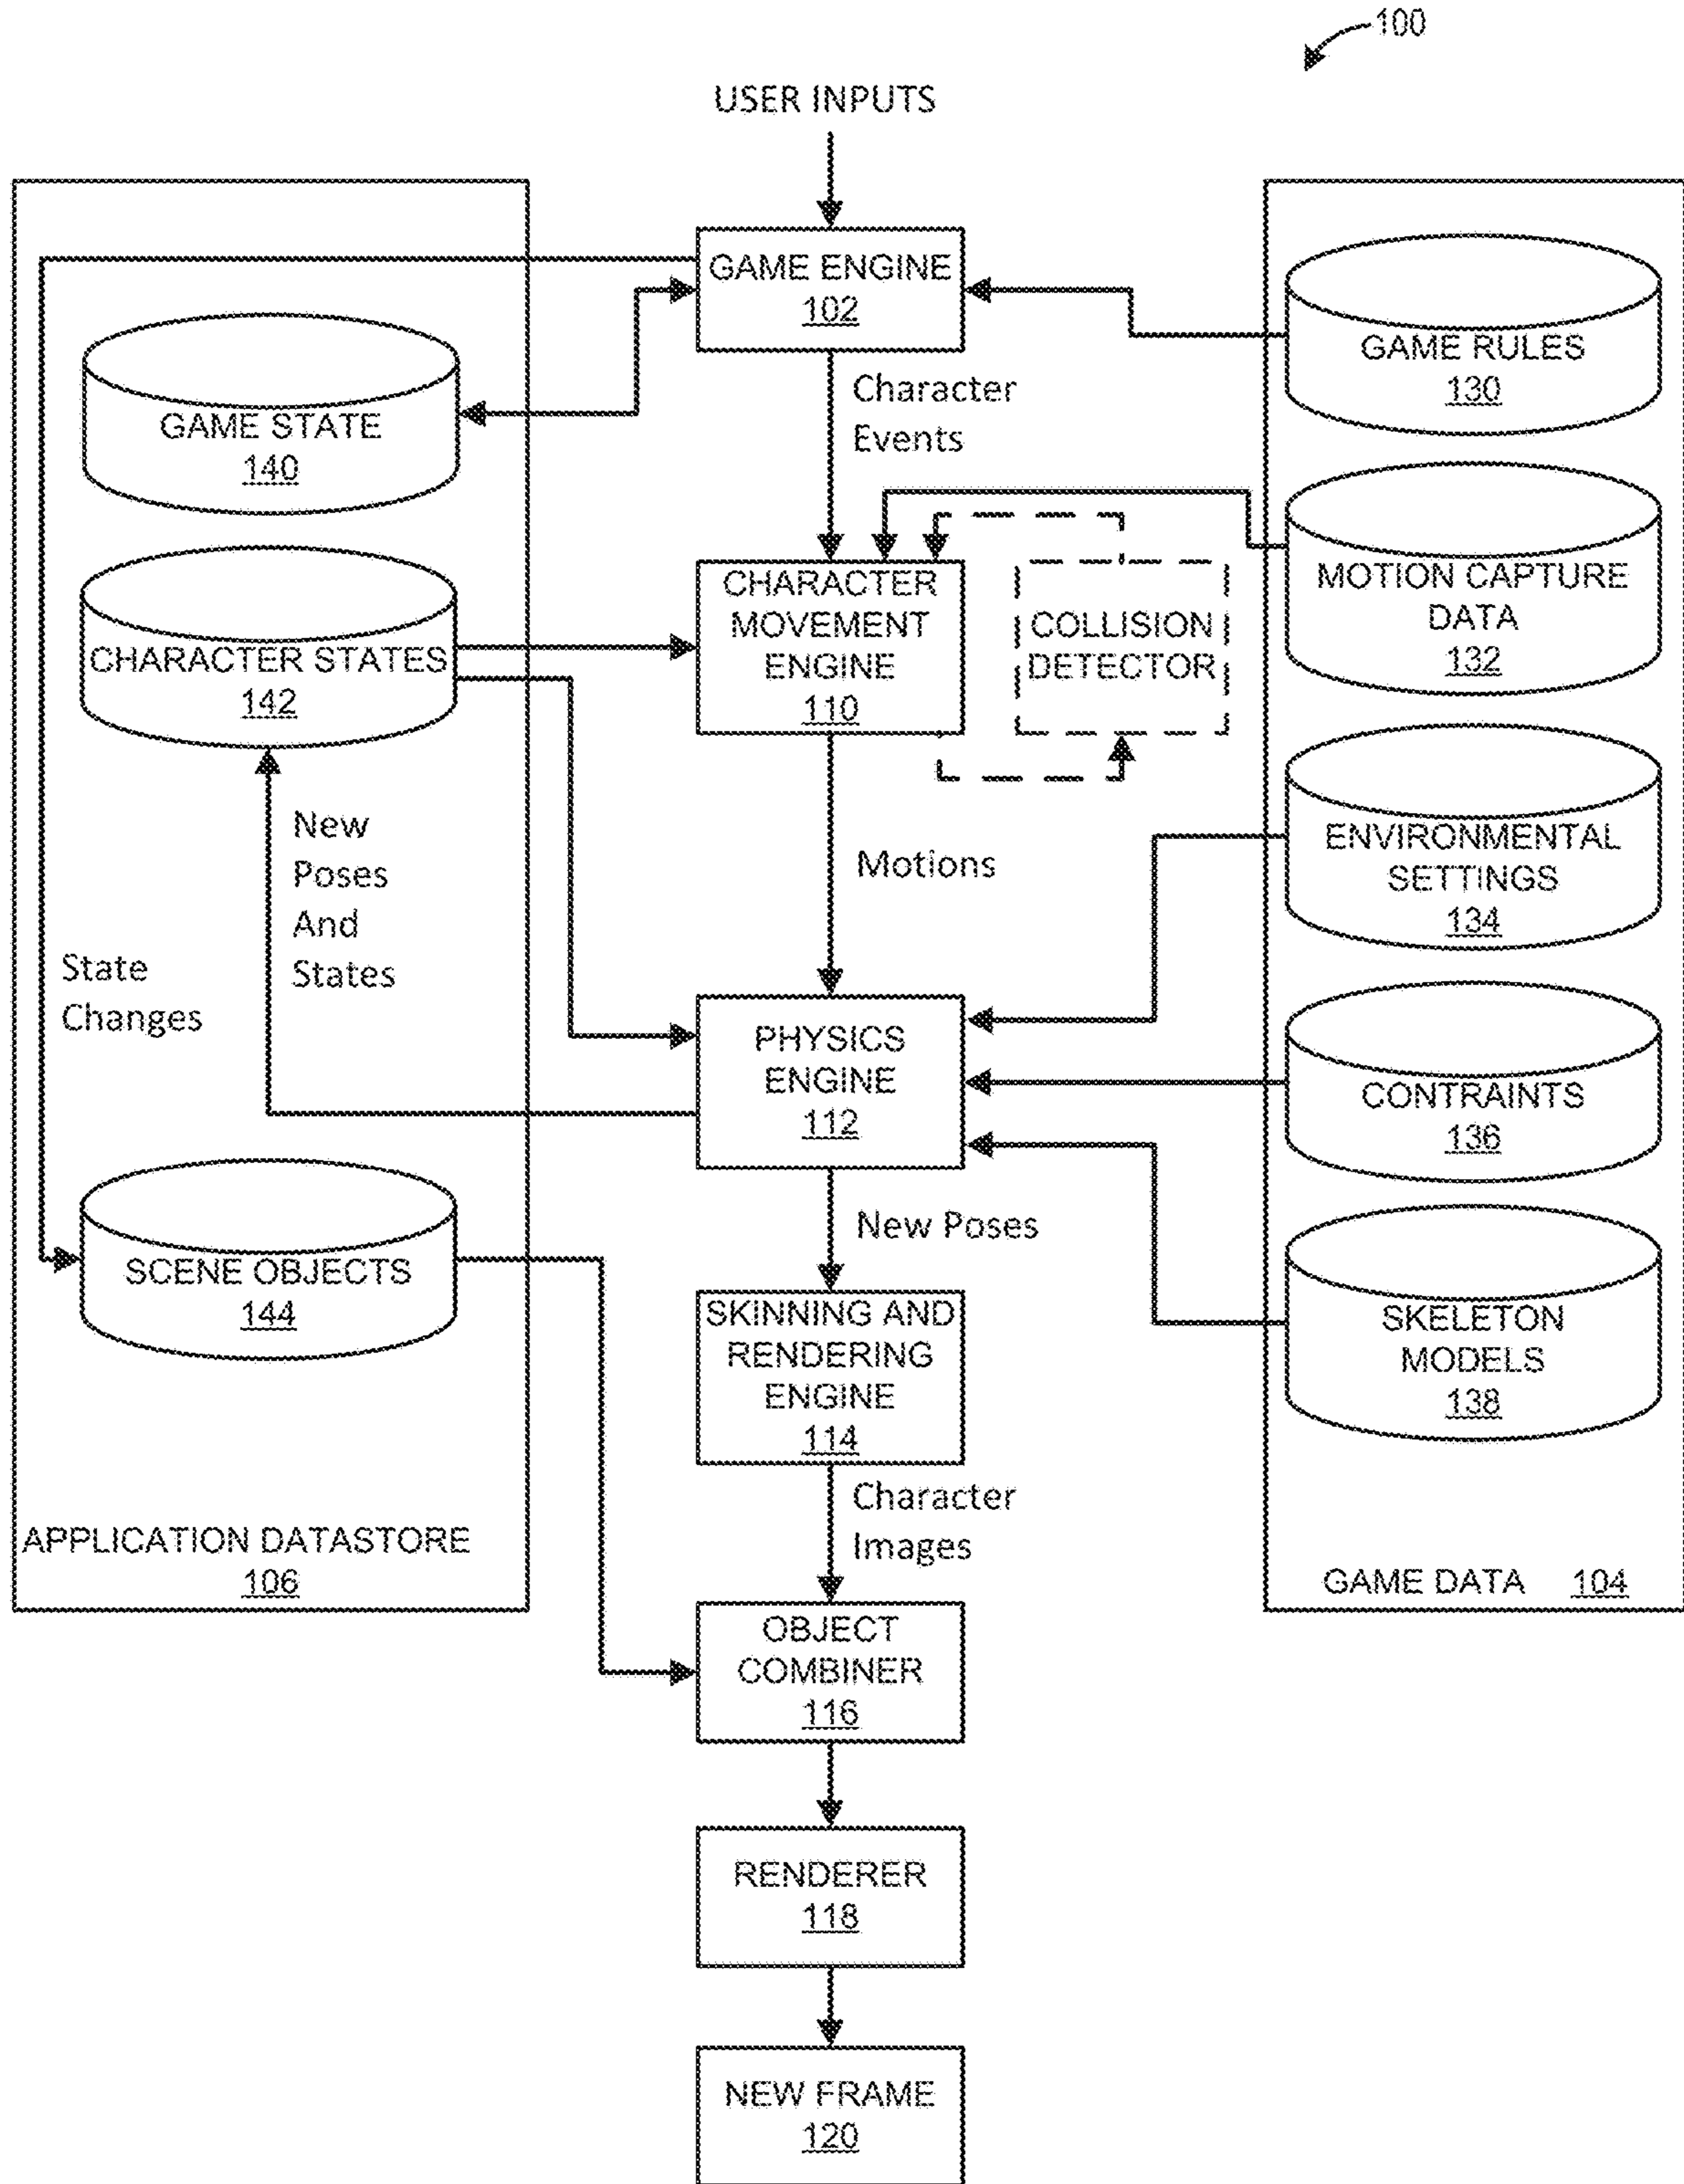 100
USER INPUTS
GAME ENGINE
102
GAME RULES
130
Character
Events
GAME STATE
140
MOTION CAPTURE
DATA
132
CHARACTER
MOVEMENT
ENGINE
110
COLLISION
DETECTOR
CHARACTER STATES
142
New
Poses
And
States
Motions
ENVIRONMENTAL
SETTINGS
134
State
Changes
PHYSICS
ENGINE
112
CONTRAINTS
136
New Poses
SCENE OBJECTS
144
SKINNING AND
RENDERING
ENGINE
114
SKELETON
MODELS
138
Character
Images
APPLICATION DATASTORE
106
GAME DATA 104
OBJECT
COMBINER
116
RENDERER
118
NEW FRAME
120